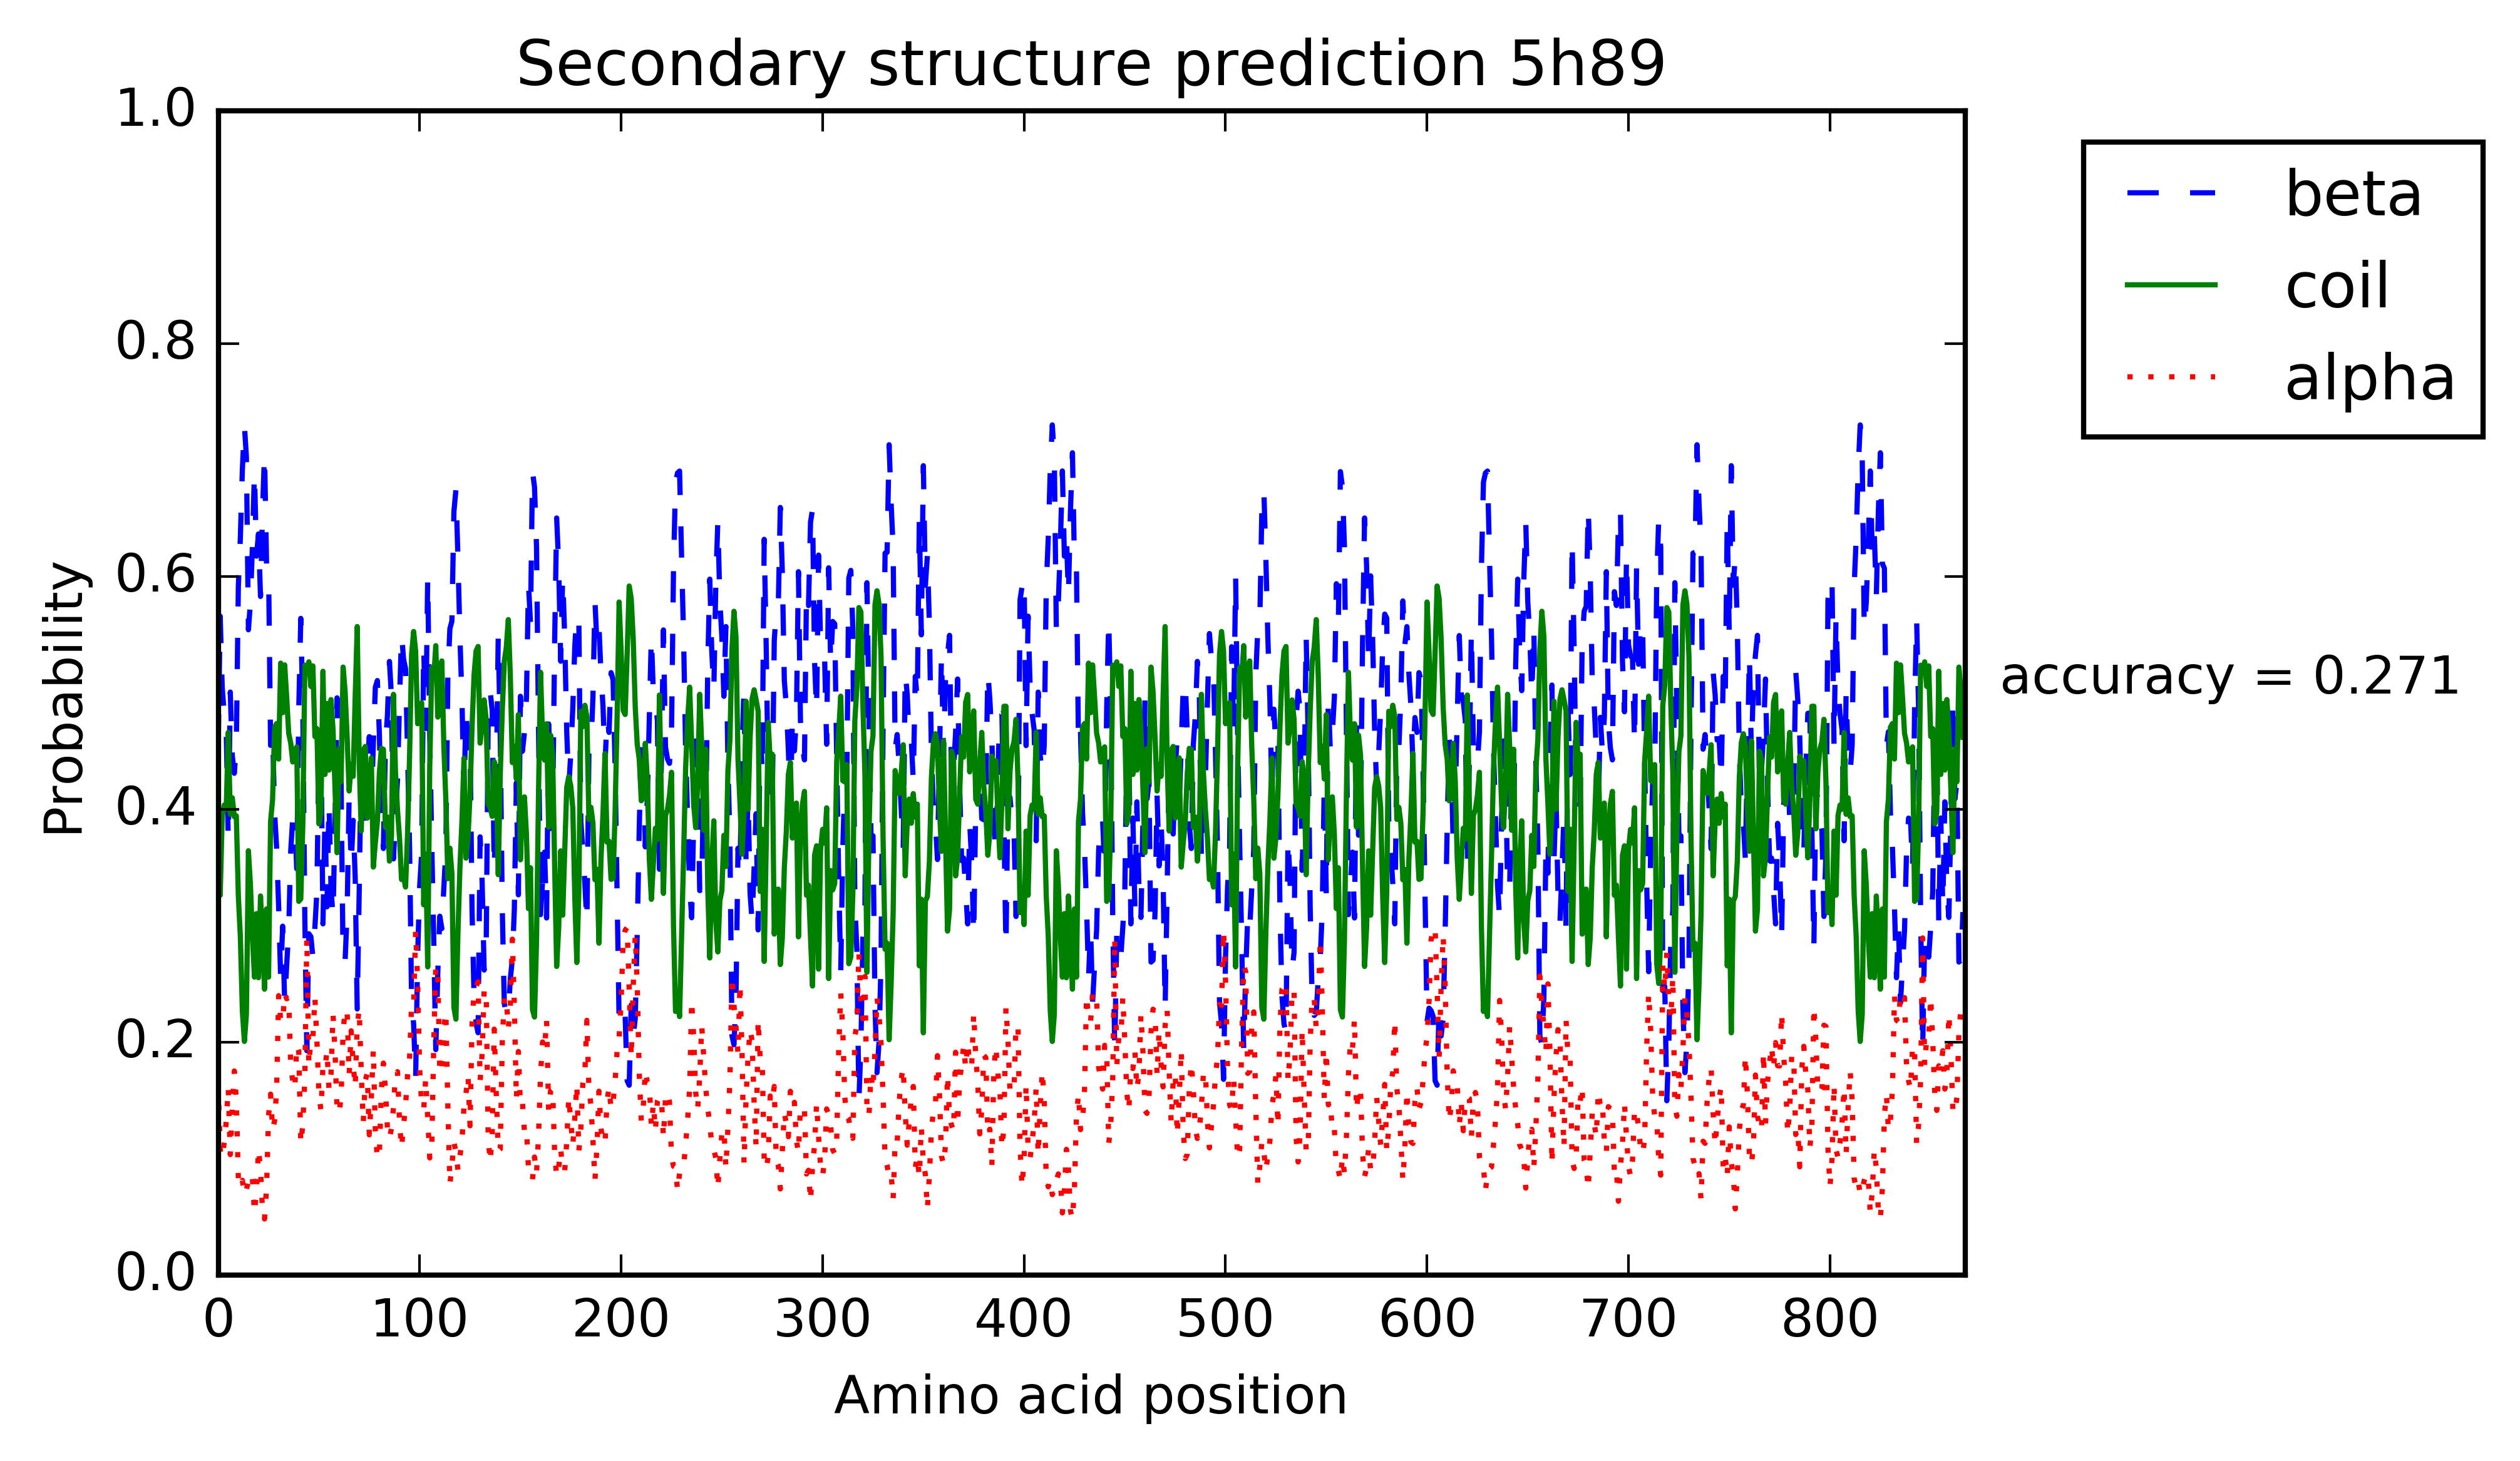 Secondary structure prediction 5h89
1.0
0.8
0.6
0.4
0.2
0.0
Probability
0 100 200 300 400 500 600 700 800
Amino acid position
beta
coil
alpha
accuracy = 0.271